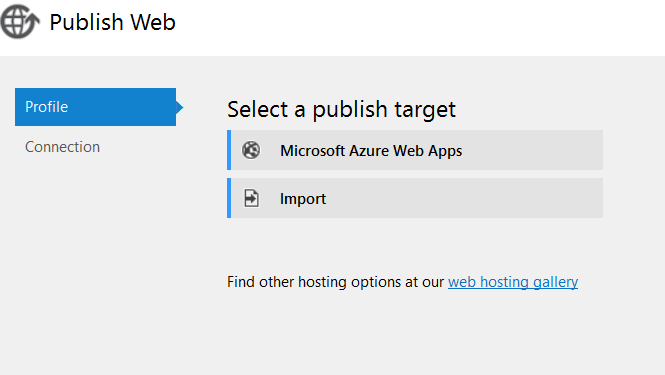 Publish Web
Profile
Connection
Select a publish target
Microsoft Azure Web Apps
Import
Find other hosting options at our web hosting gallery